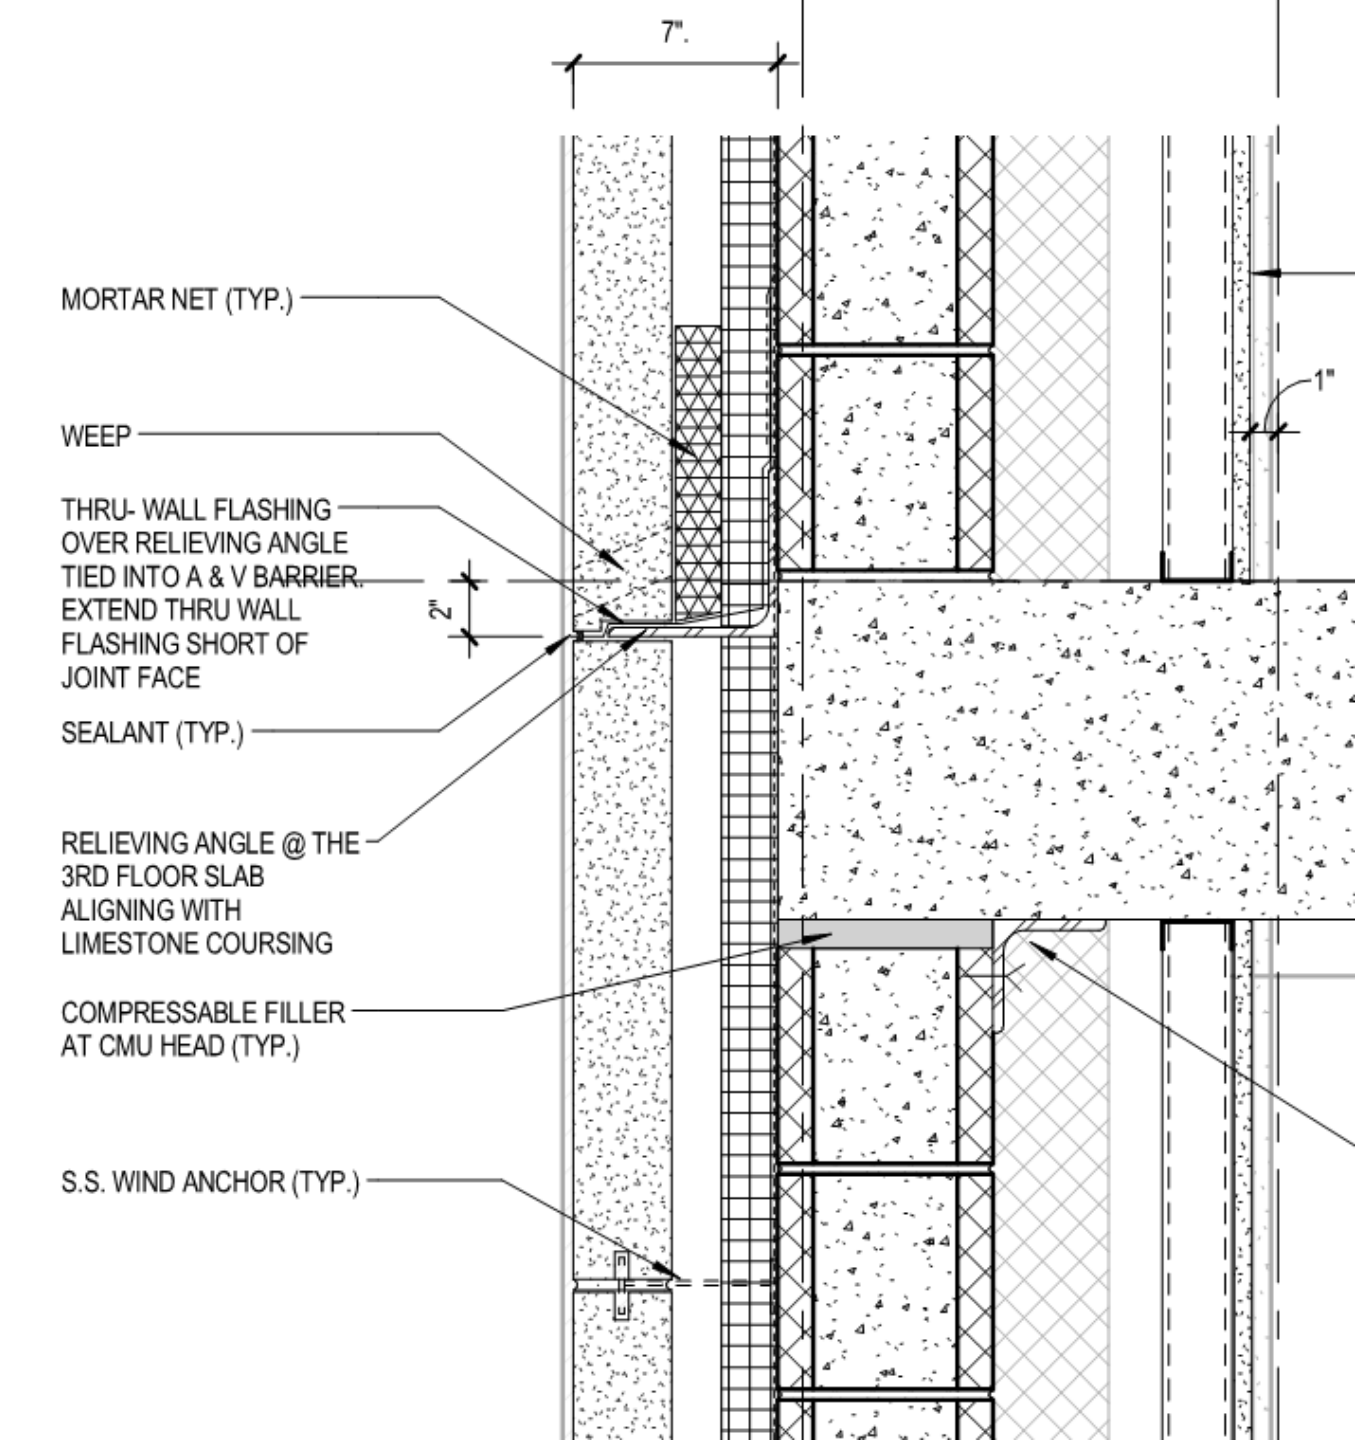 7".
MORTAR NET (TYP.)
1"
WEEP
THRU- WALL FLASHING
OVER RELIEVING ANGLE
TIED INTO A & V BARRIER.
EXTEND THRU WALL
FLASHING SHORT OF
JOINT FACE
2"
SEALANT (TYP.)
RELIEVING ANGLE @ THE
3RD FLOOR SLAB
ALIGNING WITH
LIMESTONE COURSING
COMPRESSABLE FILLER
AT CMU HEAD (TYP.)
S.S. WIND ANCHOR (TYP.)